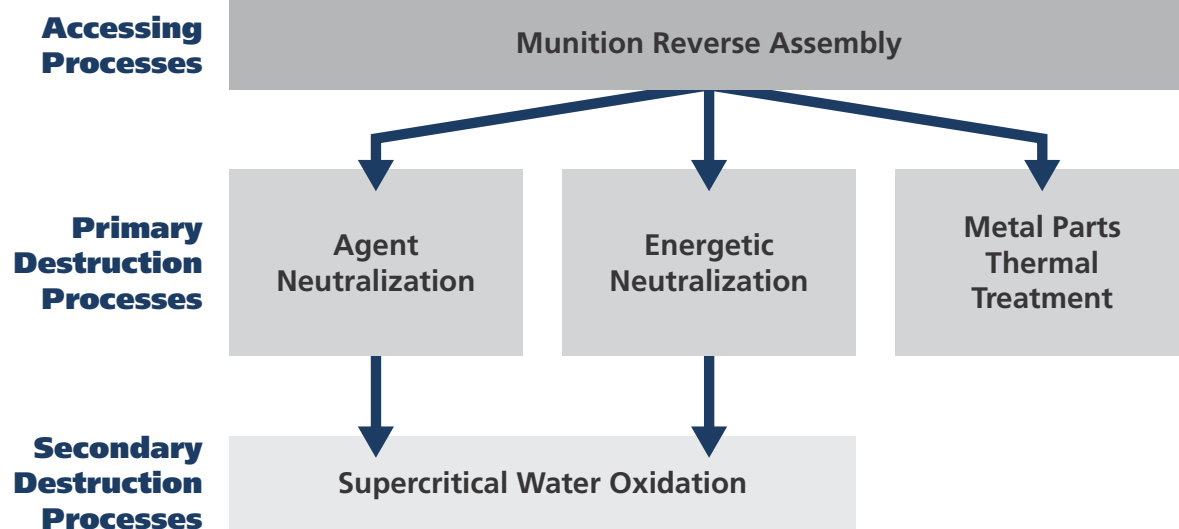 Accessing
Processes
Munition Reverse Assembly
Primary
Destruction
Processes
Agent
Neutralization
Energetic
Neutralization
Metal Parts
Thermal
Treatment
Secondary
Destruction
Processes
Supercritical Water Oxidation